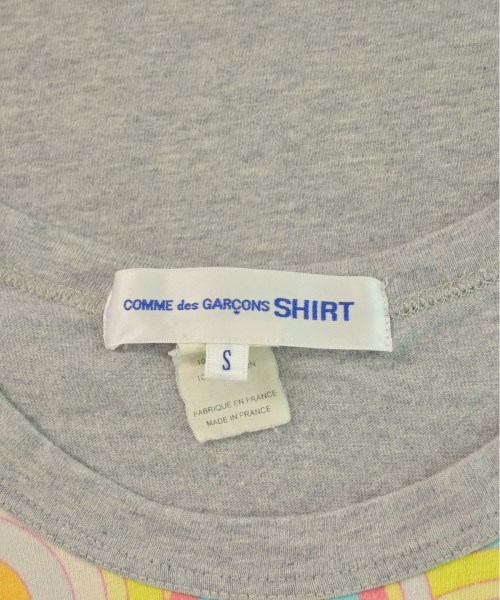 COMME des GARÇONS SHIRT
S
FABRIQUE EN FRANCE
MADE IN FRANCE